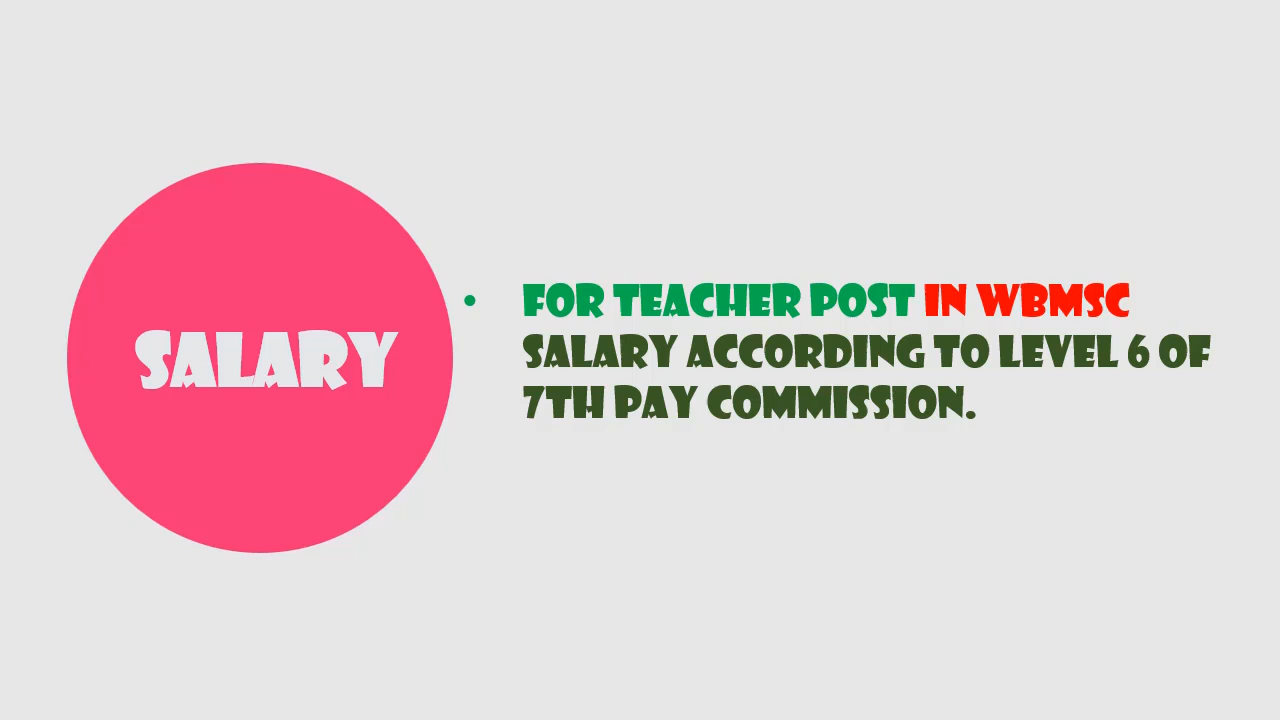 SALARY
• FOR TEACHER POST IN WBMSC
SALARY ACCORDING TO LEVEL 6 OF
7TH PAY COMMISSION.